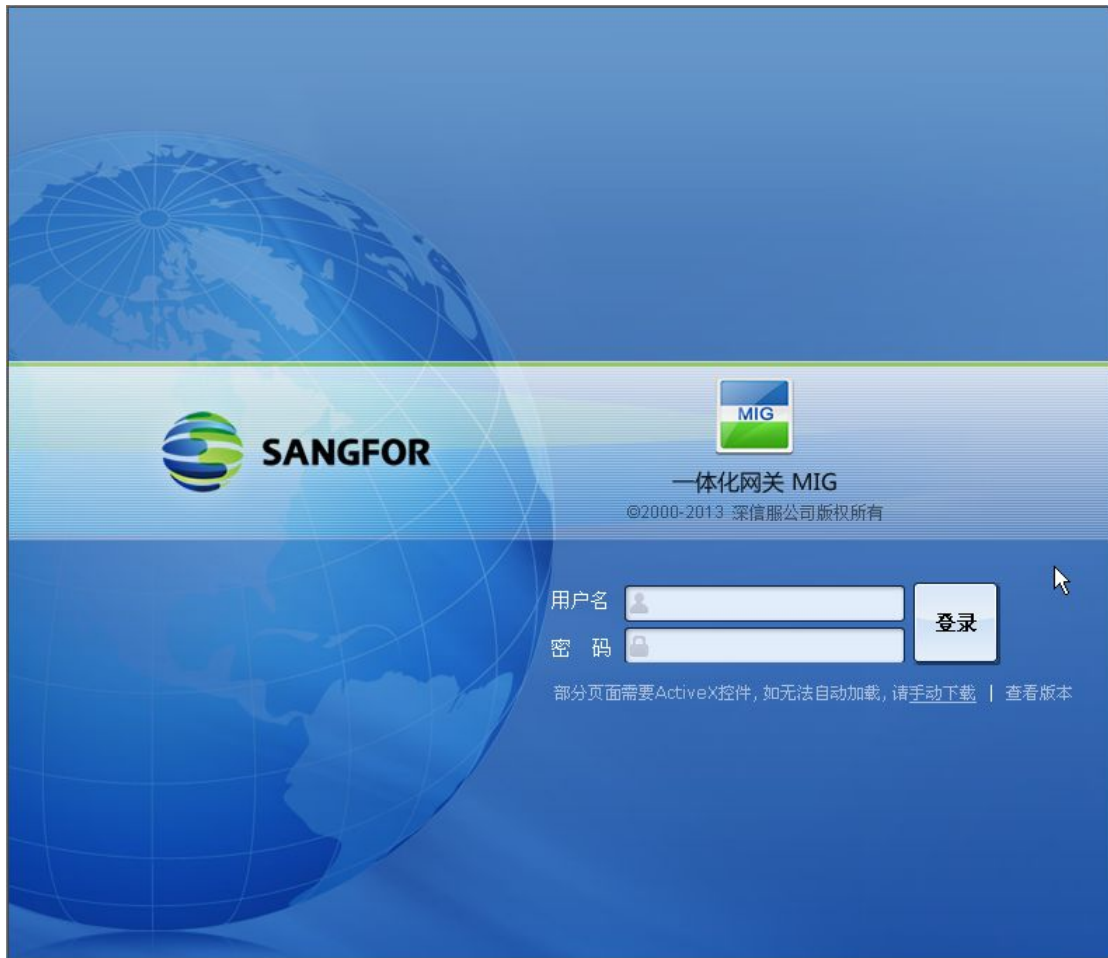 SANGFOR
MIG
一体化网关 MIG
©2000-2013 深信服公司版权所有
用户名
登录
密 码
部分页面需要ActiveX控件, 如无法自动加载, 请手动下载 | 查看版本